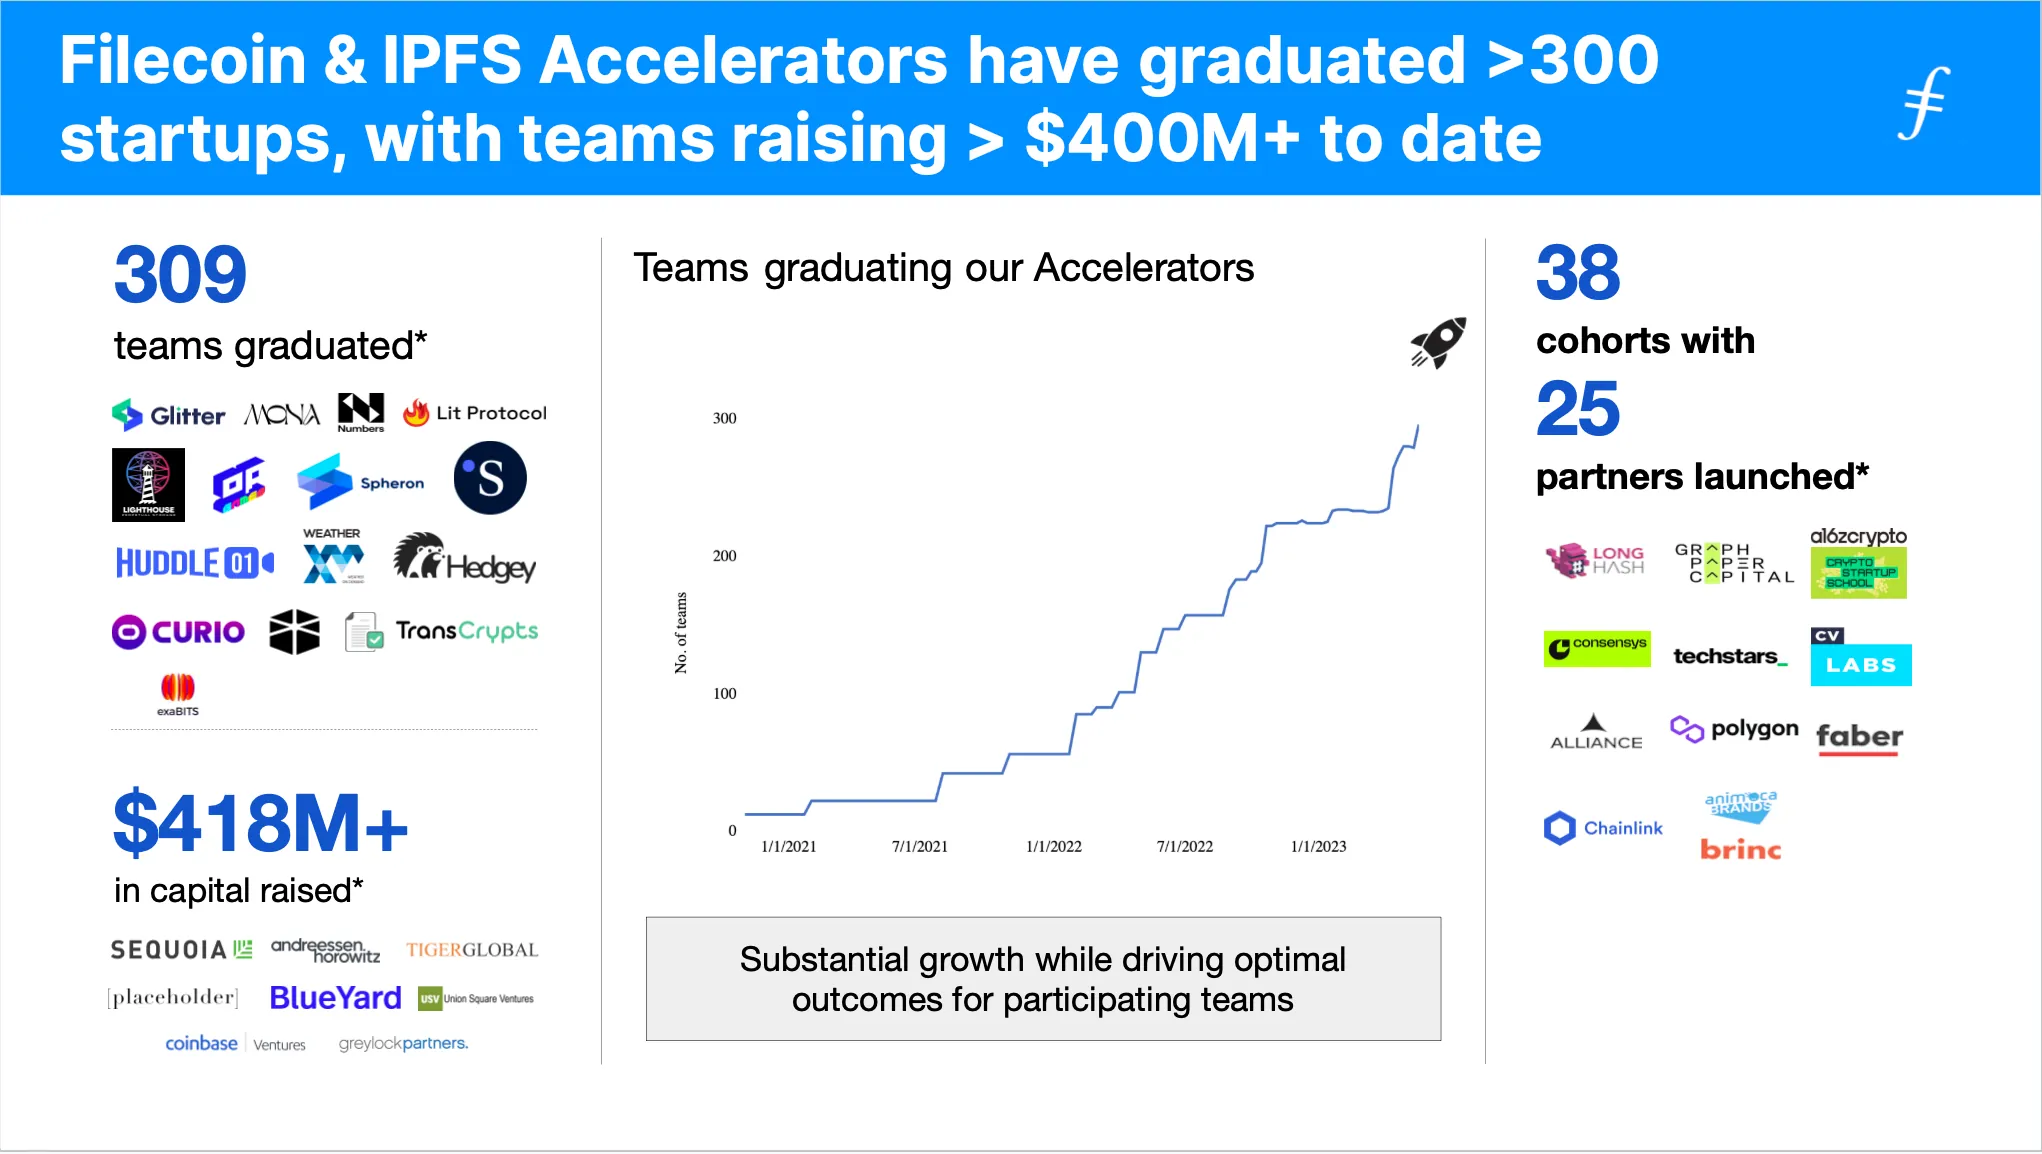 Filecoin & IPFS Accelerators have graduated >300
startups, with teams raising > $400M+ to date
309
teams graduated*
Glitter
MONA
Numbers
Lit Protocol
LIGHTHOUSE
Spheron
S
HUDDLE 01
WEATHER
XM
Hedgey
CURIO
TransCrypts
exaBITS
$418M+
in capital raised*
SEQUOIA
andreessen.
horowitz
TIGERGLOBAL
[placeholder]
BlueYard
USV Union Square Ventures
coinbase | Ventures
greylockpartners.
Teams graduating our Accelerators
No. of teams
300
200
100
0
1/1/2021
7/1/2021
1/1/2022
7/1/2022
1/1/2023
Substantial growth while driving optimal
outcomes for participating teams
38
cohorts with
25
partners launched*
LONG
HASH
GRAPH
PAPER
CAPITAL
a16zcrypto
CRYPTO
STARTUP
SCHOOL
consensys
techstars_
CV
LABS
ALLIANCE
polygon
faber
Chainlink
animoca
BRANDS
brinc